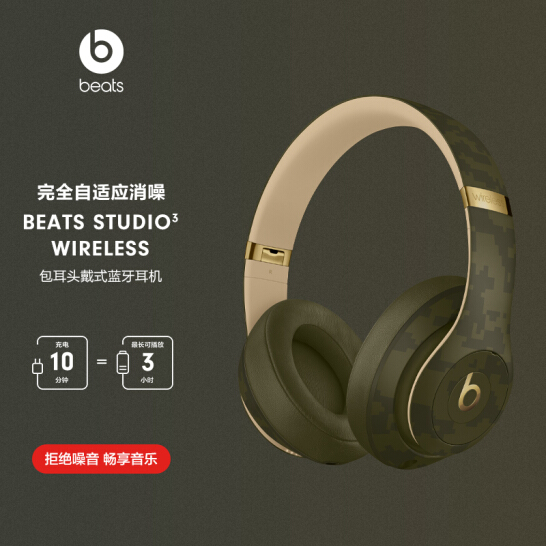 beats
完全自适应消噪
BEATS STUDIO³
WIRELESS
包耳头戴式蓝牙耳机
充电
10
分钟
=
最长可播放
3
小时
拒绝噪音 畅享音乐